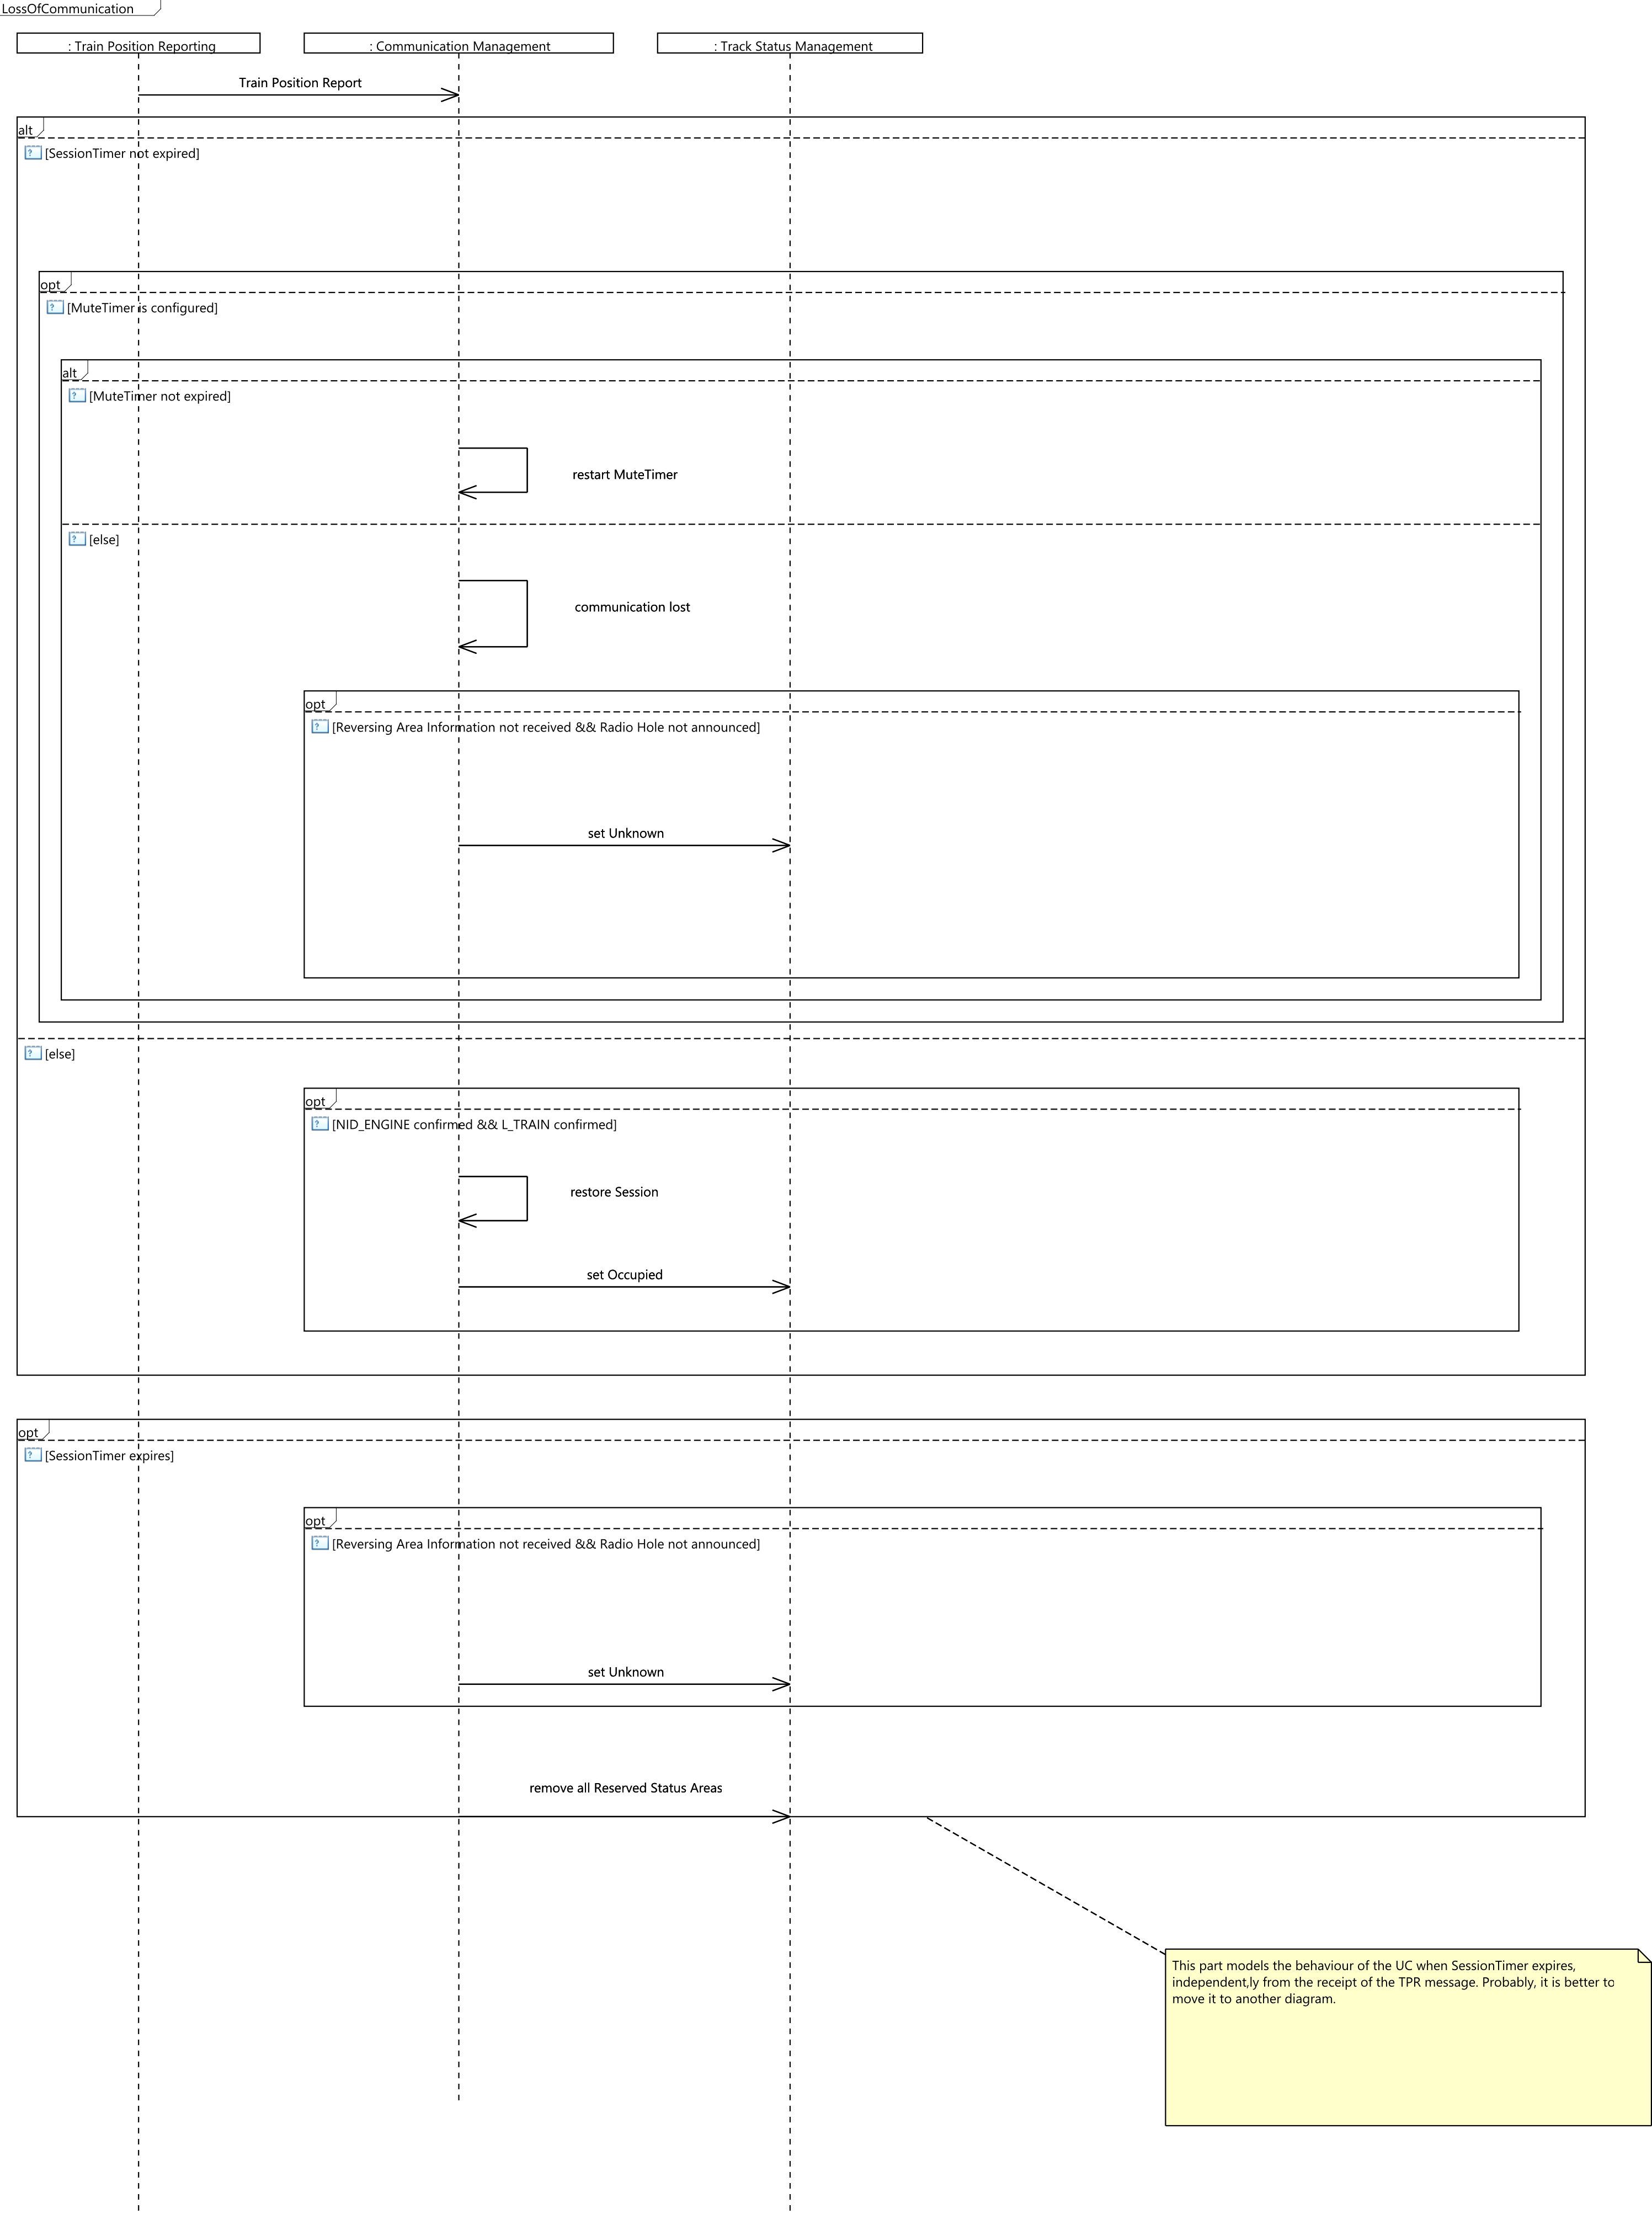 LossOfCommunication
: Train Position Reporting
: Communication Management
: Track Status Management
Train Position Report
alt
? [SessionTimer not expired]
opt
? [MuteTimer is configured]
alt
? [MuteTimer not expired]
restart MuteTimer
? [else]
communication lost
opt
? [Reversing Area Information not received && Radio Hole not announced]
set Unknown
? [else]
opt
? [NID_ENGINE confirmed && L_TRAIN confirmed]
restore Session
set Occupied
opt
? [SessionTimer expires]
opt
? [Reversing Area Information not received && Radio Hole not announced]
set Unknown
remove all Reserved Status Areas
This part models the behaviour of the UC when SessionTimer expires,
independent,ly from the receipt of the TPR message. Probably, it is better to
move it to another diagram.